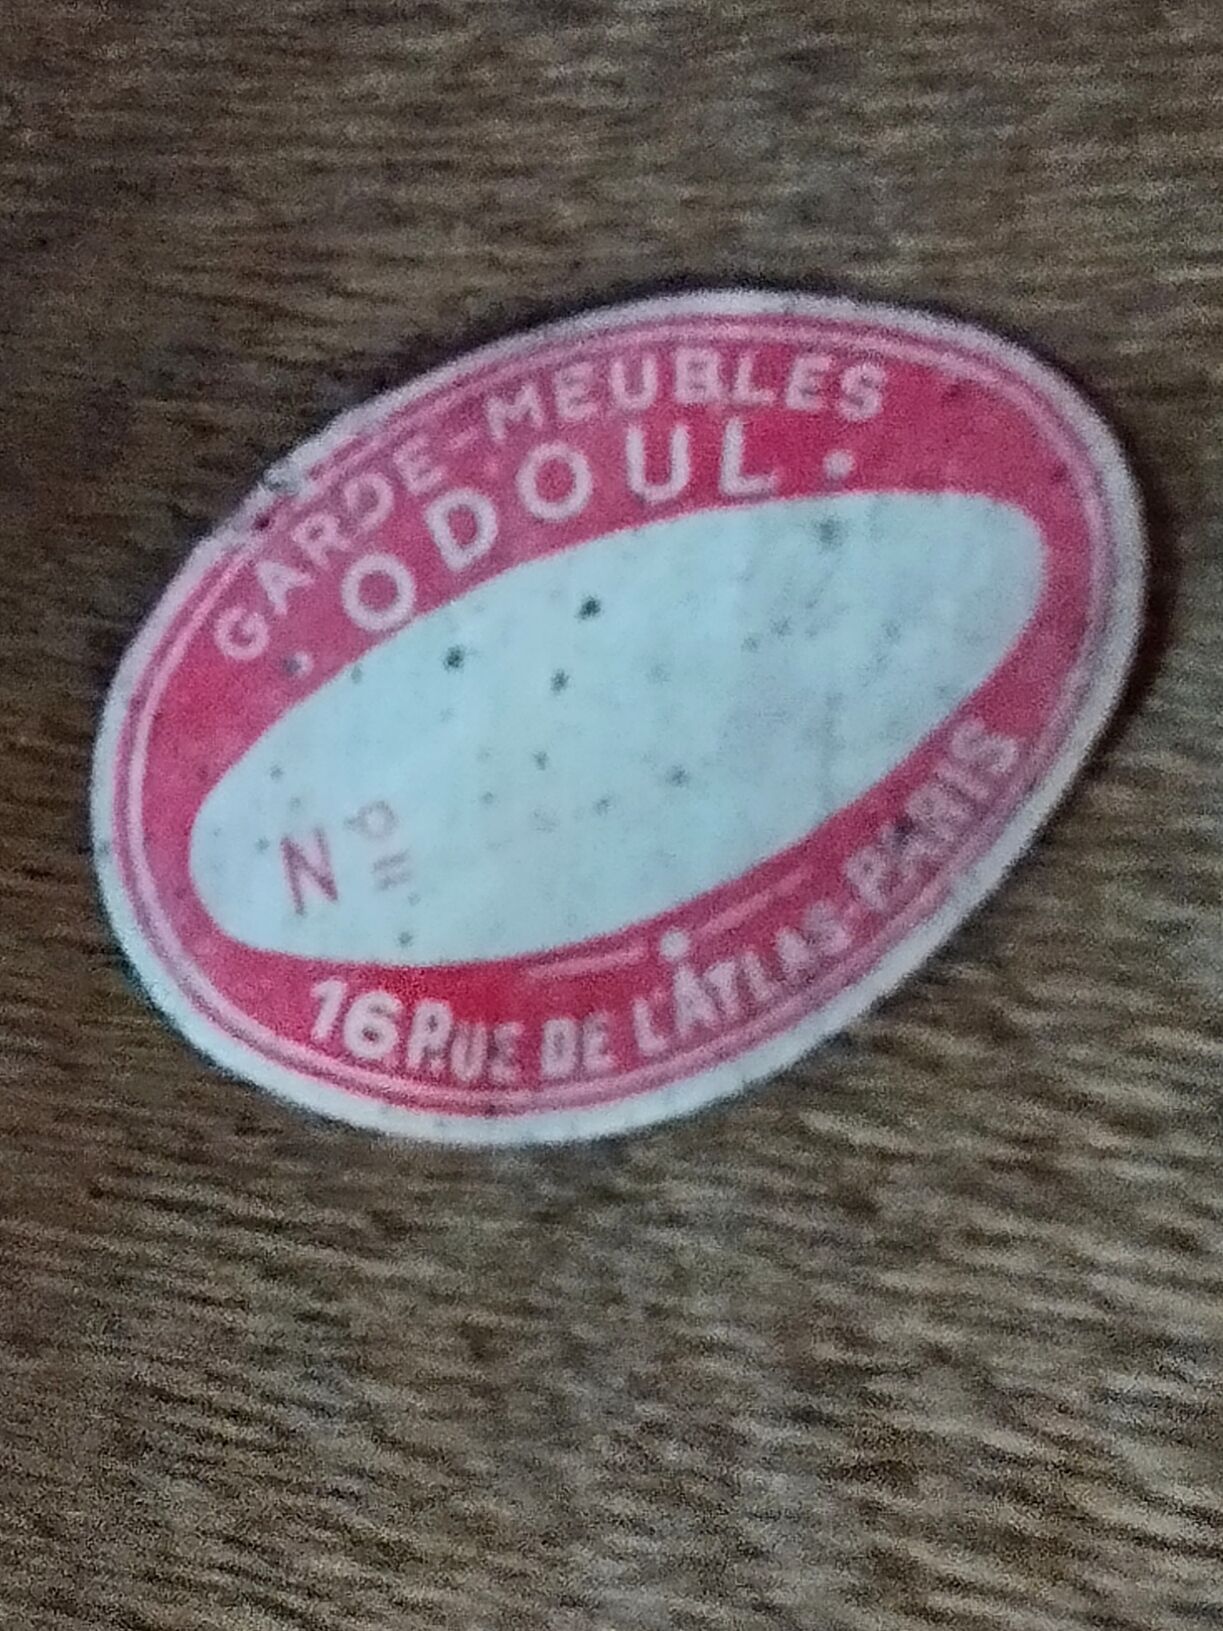 GARDE-MEUBLES
• ODOUL •
Nº
16 RUE DE L'ATLAS-PARIS